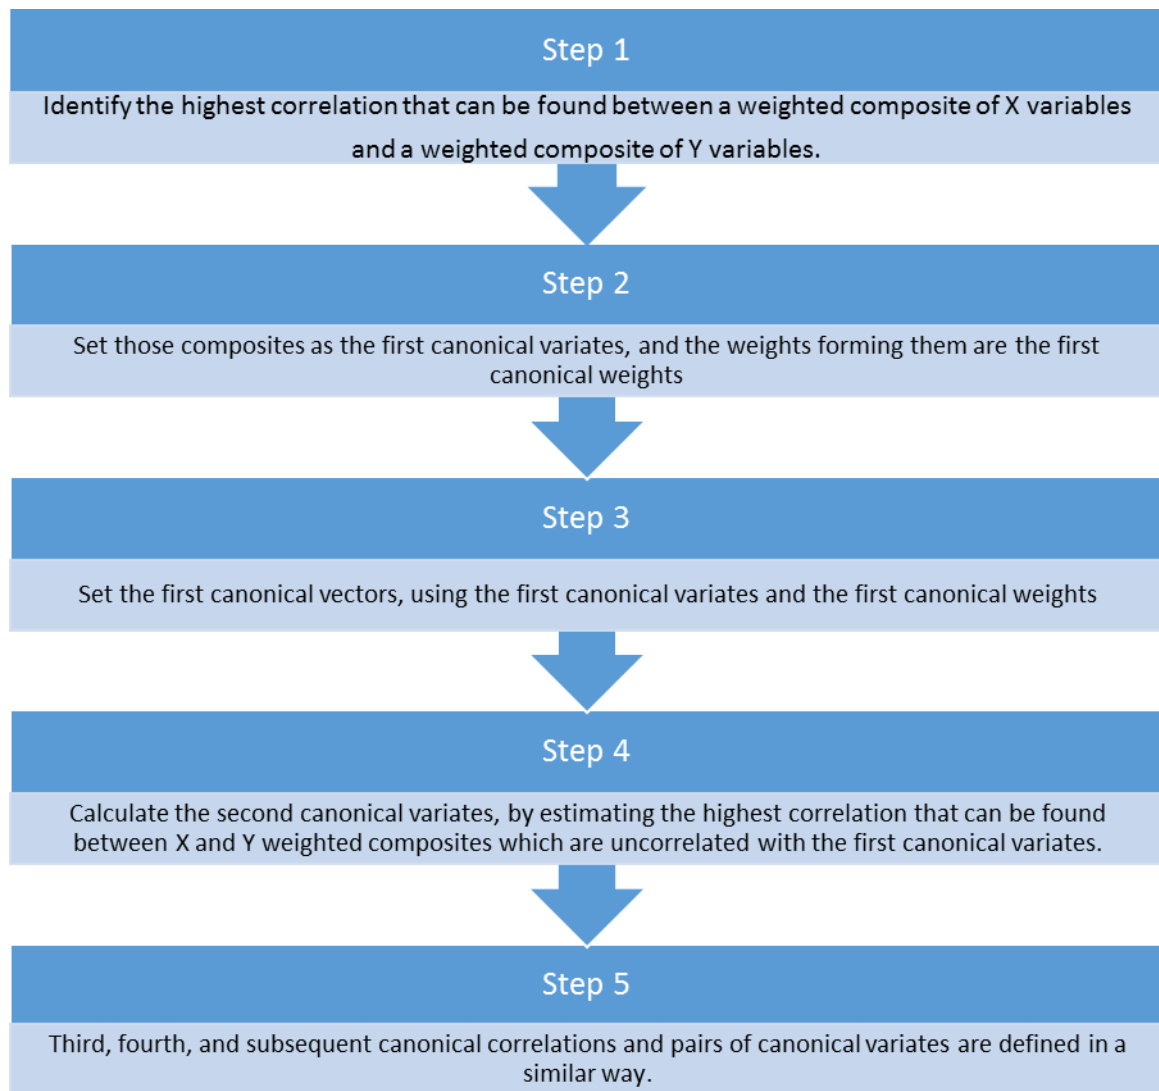 Step 1
Identify the highest correlation that can be found between a weighted composite of X variables
and a weighted composite of Y variables.
Step 2
Set those composites as the first canonical variates, and the weights forming them are the first
canonical weights
Step 3
Set the first canonical vectors, using the first canonical variates and the first canonical weights
Step 4
Calculate the second canonical variates, by estimating the highest correlation that can be found
between X and Y weighted composites which are uncorrelated with the first canonical variates.
Step 5
Third, fourth, and subsequent canonical correlations and pairs of canonical variates are defined in a
similar way.